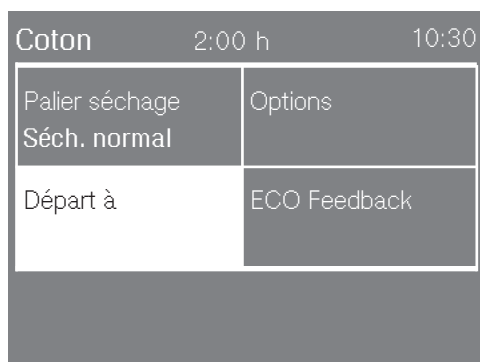 Coton 2:00 h 10:30
Palier séchage Options
Séch. normal
Départ à ECO Feedback